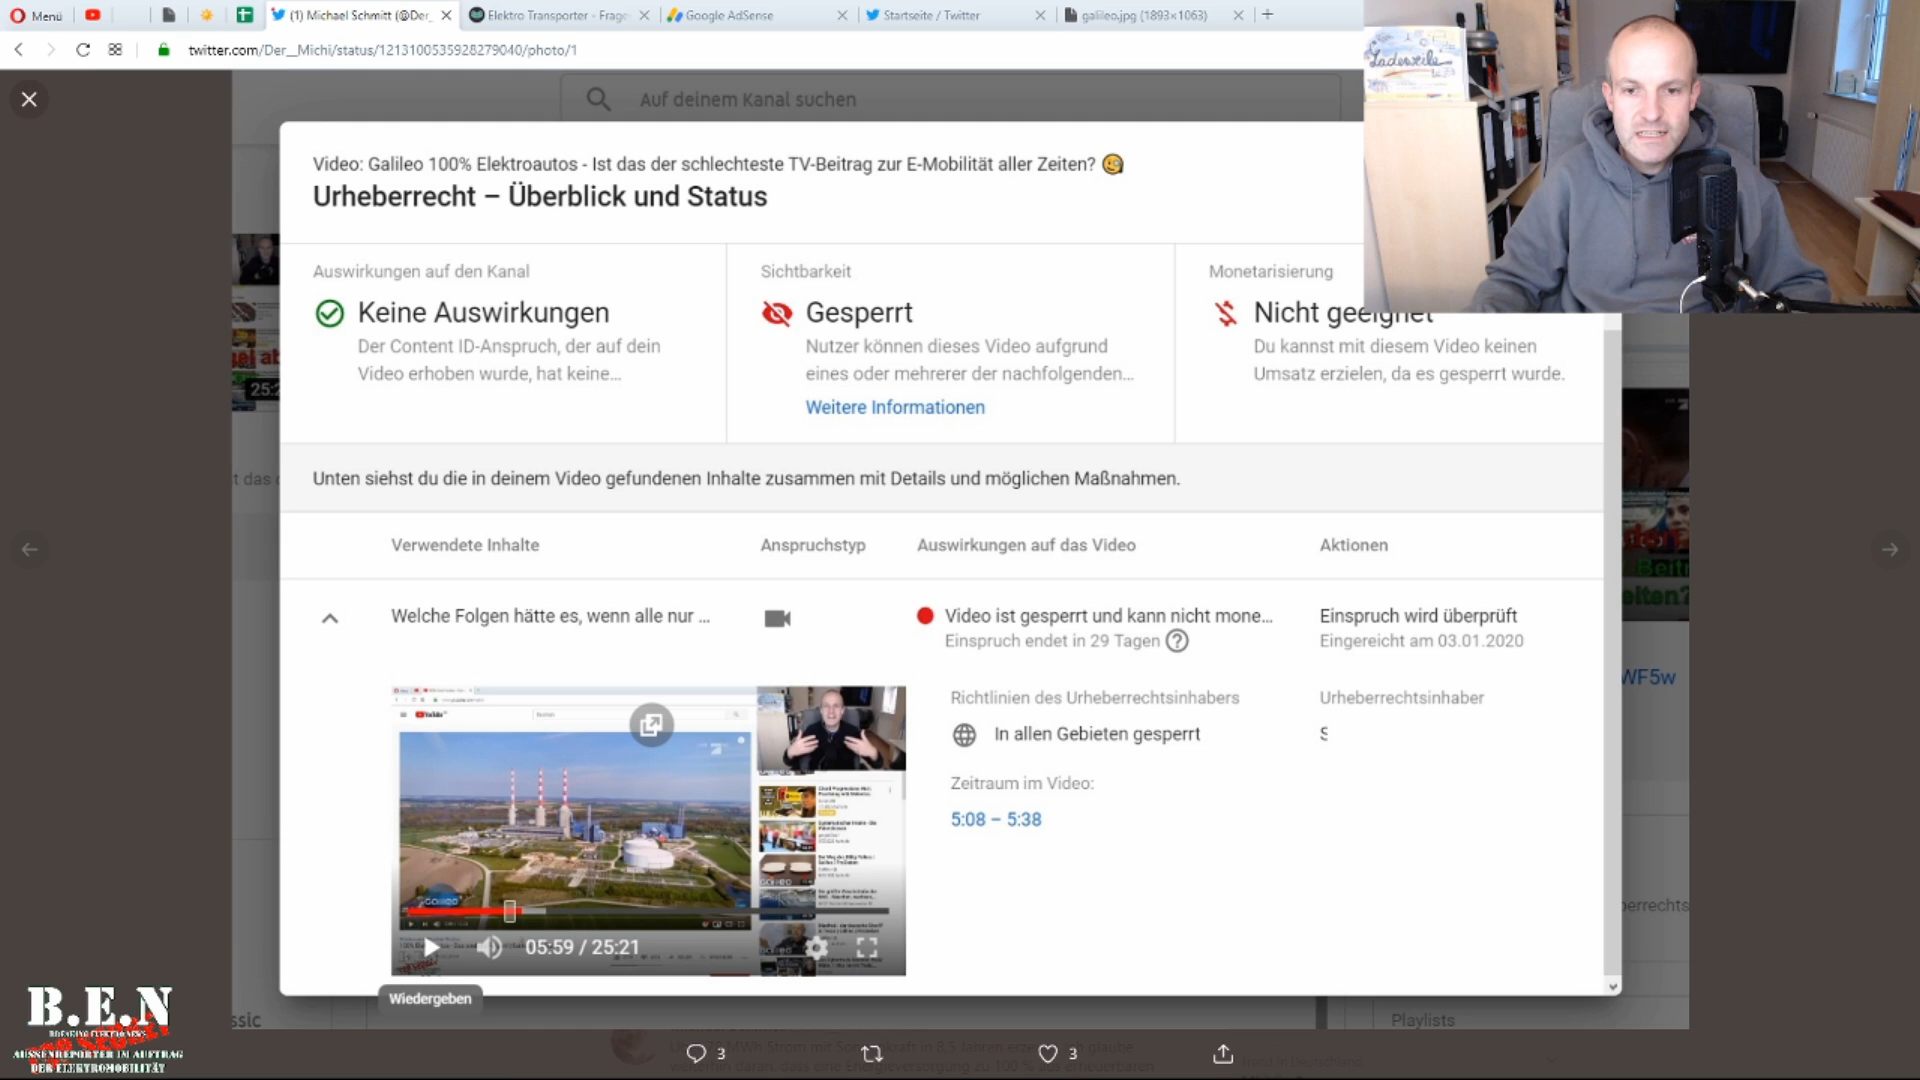 Menü
(1) Michael Schmitt (@Der_
Elektro Transporter - Frage
Google AdSense
Startseite / Twitter
galileo.jpg (1893×1063)
twitter.com/Der__Michi/status/1213100535928279040/photo/1
Auf deinem Kanal suchen
Ladeweile
Video: Galileo 100% Elektroautos - Ist das der schlechteste TV-Beitrag zur E-Mobilität aller Zeiten?
Urheberrecht – Überblick und Status
Auswirkungen auf den Kanal
Sichtbarkeit
Monetarisierung
Keine Auswirkungen
Gesperrt
Nicht geeignet
Der Content ID-Anspruch, der auf dein
Video erhoben wurde, hat keine...
Nutzer können dieses Video aufgrund
eines oder mehrerer der nachfolgenden...
Weitere Informationen
Du kannst mit diesem Video keinen
Umsatz erzielen, da es gesperrt wurde.
25:2
Unten siehst du die in deinem Video gefundenen Inhalte zusammen mit Details und möglichen Maßnahmen.
Verwendete Inhalte
Anspruchstyp
Auswirkungen auf das Video
Aktionen
Welche Folgen hätte es, wenn alle nur ...
Video ist gesperrt und kann nicht mone...
Einspruch endet in 29 Tagen
Einspruch wird überprüft
Eingereicht am 03.01.2020
WF5w
Richtlinien des Urheberrechtsinhabers
Urheberrechtsinhaber
In allen Gebieten gesperrt
S
Zeitraum im Video:
5:08 – 5:38
YouTube
Galileo
05:59 / 25:21
Wiedergeben
Playlists
B.E.N
AUSSENREPORTER IM AUFTRAG
DER ELEKTROMOBILITÄT
3
3